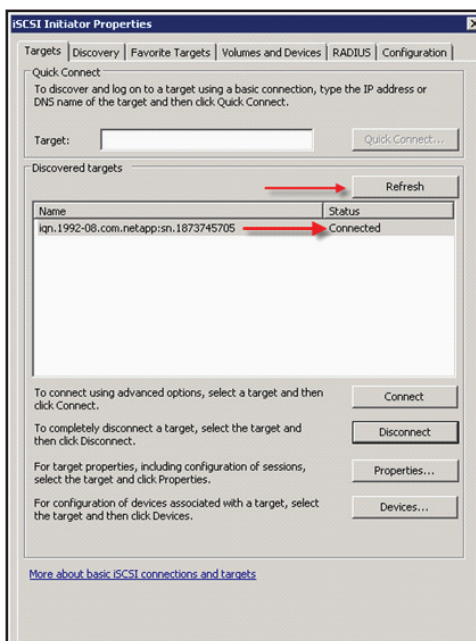 iSCSI Initiator Properties
Targets Discovery Favorite Targets Volumes and Devices RADIUS Configuration
Quick Connect
To discover and log on to a target using a basic connection, type the IP address or
DNS name of the target and then click Quick Connect.
Target: Quick Connect...
Discovered targets
Refresh
Name Status
iqn.1992-08.com.netapp:sn.1873745705 Connected
To connect using advanced options, select a target and then
click Connect.
Connect
To completely disconnect a target, select the target and
then click Disconnect.
Disconnect
For target properties, including configuration of sessions,
select the target and click Properties.
Properties...
For configuration of devices associated with a target, select
the target and then click Devices.
Devices...
More about basic iSCSI connections and targets